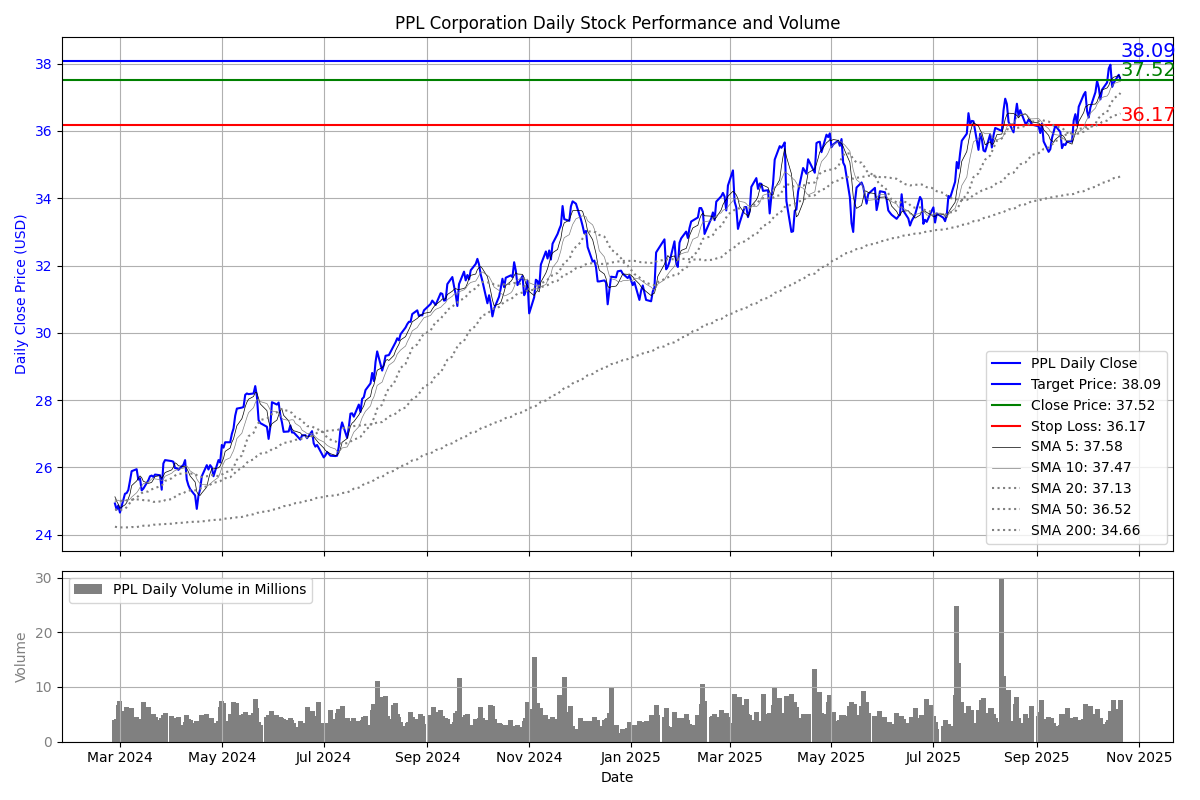 PPL Corporation Daily Stock Performance and Volume
38.09
37.52
36.17
38
36
34
32
30
28
26
24
Daily Close Price (USD)
PPL Daily Close
Target Price: 38.09
Close Price: 37.52
Stop Loss: 36.17
SMA 5: 37.58
SMA 10: 37.47
SMA 20: 37.13
SMA 50: 36.52
SMA 200: 34.66
30
20
10
0
Volume
PPL Daily Volume in Millions
Mar 2024 May 2024 Jul 2024 Sep 2024 Nov 2024 Jan 2025 Mar 2025 May 2025 Jul 2025 Sep 2025 Nov 2025
Date